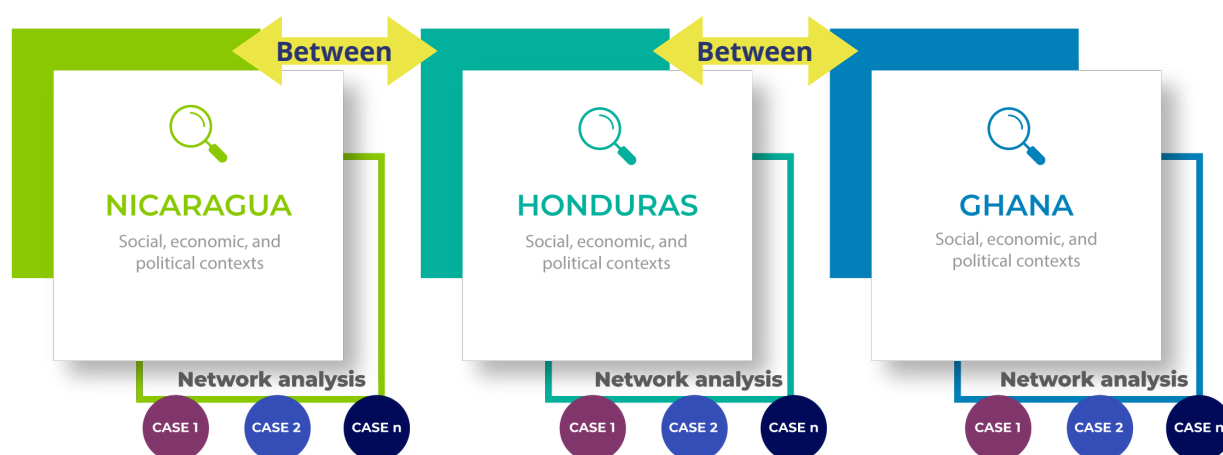 Between
Between
NICARAGUA
Social, economic, and
political contexts
Network analysis
CASE 1
CASE 2
CASE n
HONDURAS
Social, economic, and
political contexts
Network analysis
CASE 1
CASE 2
CASE n
GHANA
Social, economic, and
political contexts
Network analysis
CASE 1
CASE 2
CASE n